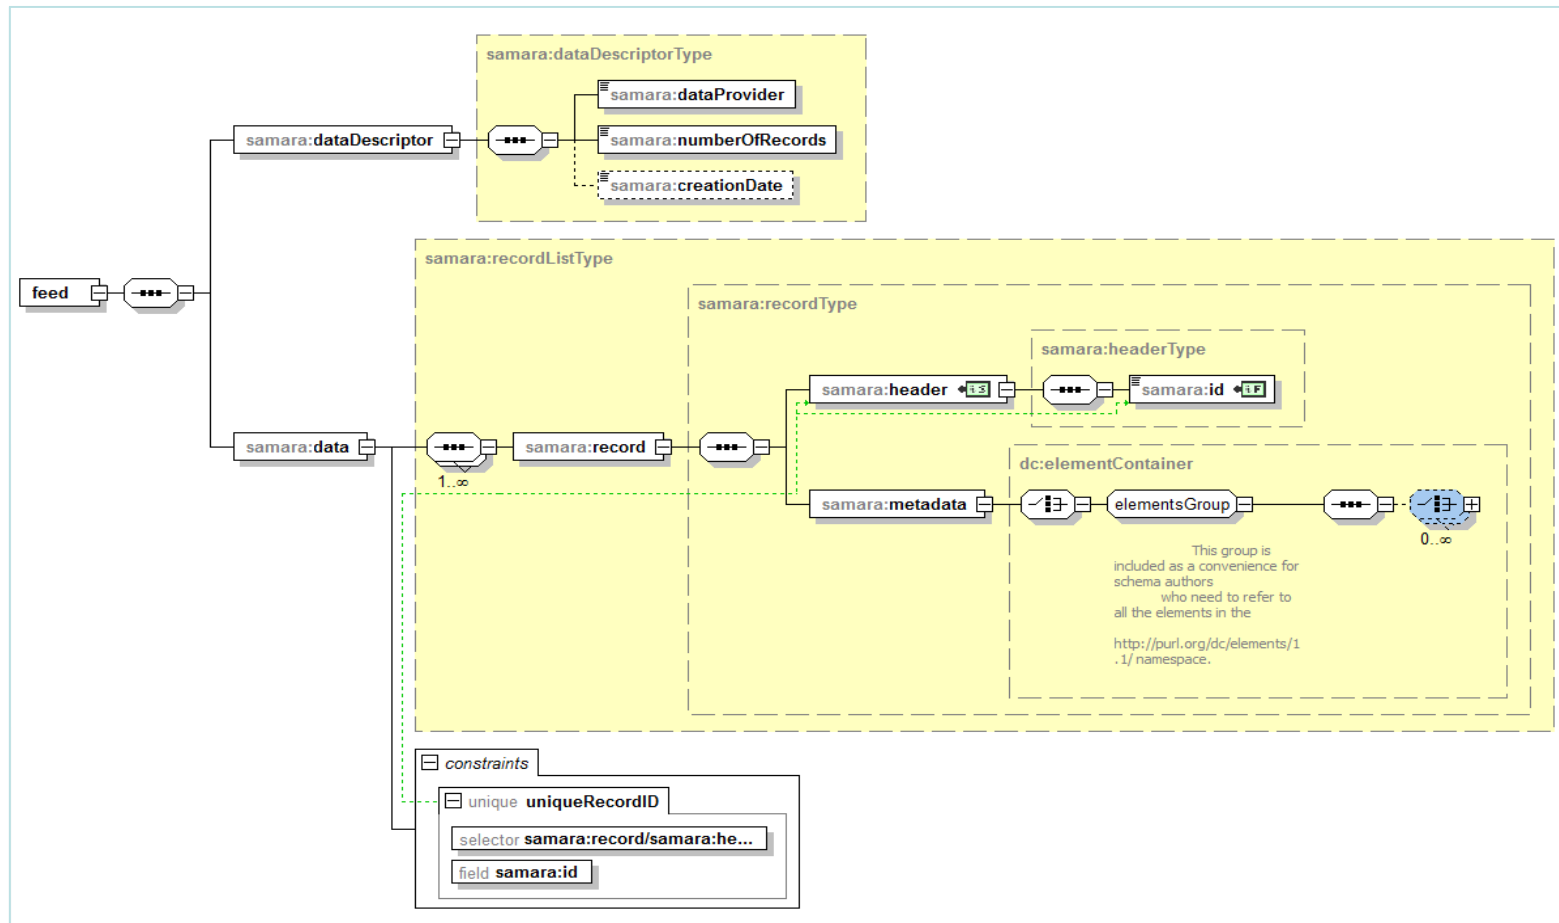 samara:dataDescriptorType
samara:dataProvider
samara:dataDescriptor
samara:numberOfRecords
samara:creationDate
samara:recordListType
feed
samara:recordType
samara:headerType
samara:header
samara:id
samara:data
samara:record
1..∞
dc:elementContainer
samara:metadata
elementsGroup
0..∞
This group is
included as a convenience for
schema authors
who need to refer to
all the elements in the
http://purl.org/dc/elements/1
.1/ namespace.
constraints
unique uniqueRecordID
selector samara:record/samara:he...
field samara:id